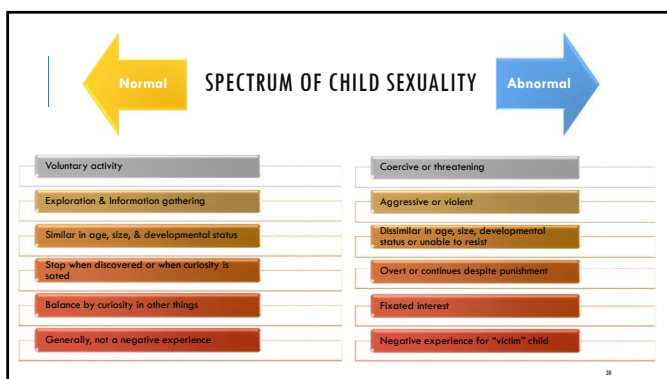 Normal
SPECTRUM OF CHILD SEXUALITY
Abnormal
Voluntary activity
Exploration & Information gathering
Similar in age, size, & developmental status
Stop when discovered or when curiosity is
sated
Balance by curiosity in other things
Generally, not a negative experience
Coercive or threatening
Aggressive or violent
Dissimilar in age, size, developmental
status or unable to resist
Overt or continues despite punishment
Fixated interest
Negative experience for “victim” child
30